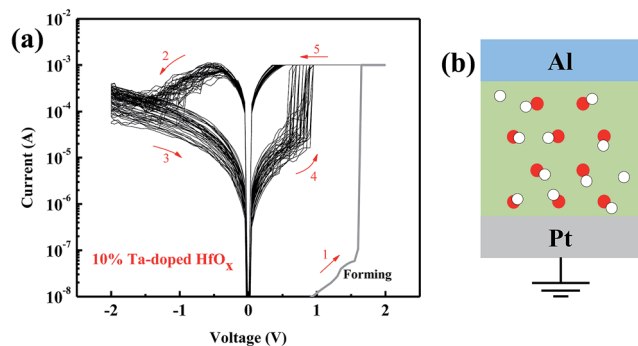 (a)
10⁻²
10⁻³
10⁻⁴
10⁻⁵
10⁻⁶
10⁻⁷
10⁻⁸
Current (A)
2
5
3
4
1
10% Ta-doped HfOₓ
Forming
-2
-1
0
1
2
Voltage (V)
(b)
Al
Pt